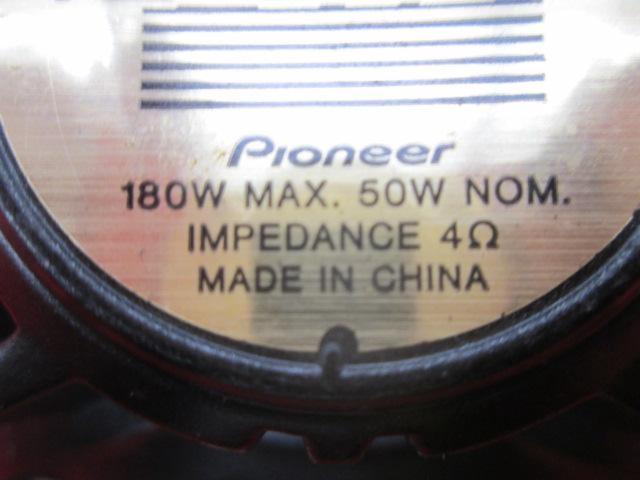 Pioneer
180W MAX. 50W NOM.
IMPEDANCE 4Ω
MADE IN CHINA